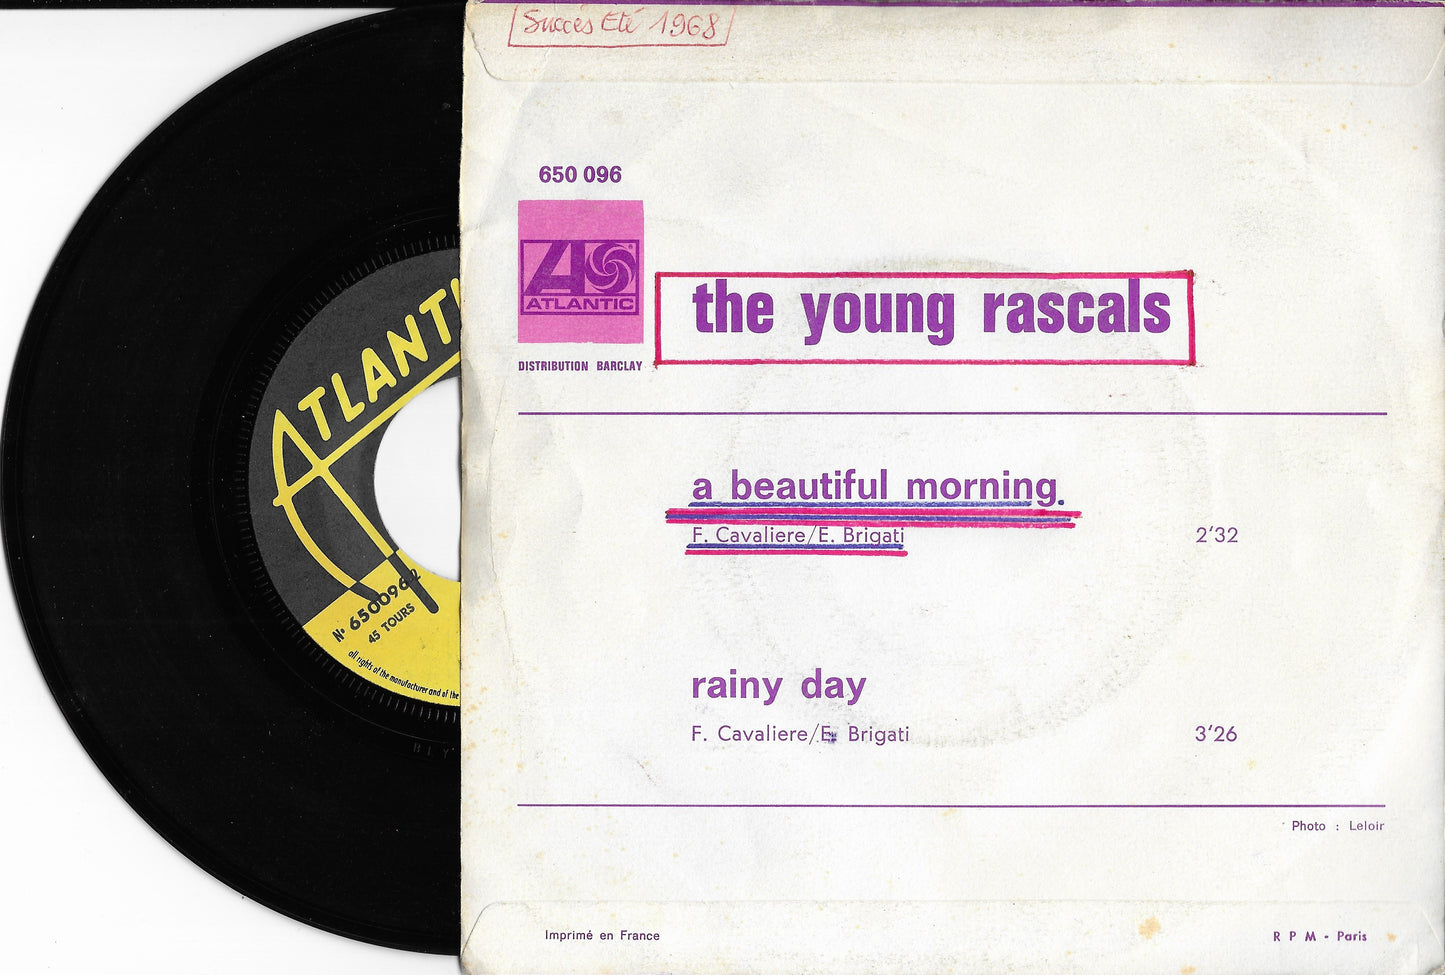 Succès Eté 1968
650 096
ATLANTIC
DISTRIBUTION BARCLAY
the young rascals
a beautiful morning
F. Cavaliere/E. Brigati 2'32
rainy day
F. Cavaliere/E. Brigati 3'26
Photo : Leloir
Imprimé en France
R P M - Paris
ATLANTI
N° 650096
45 TOURS
all rights of the manufacturer and of the